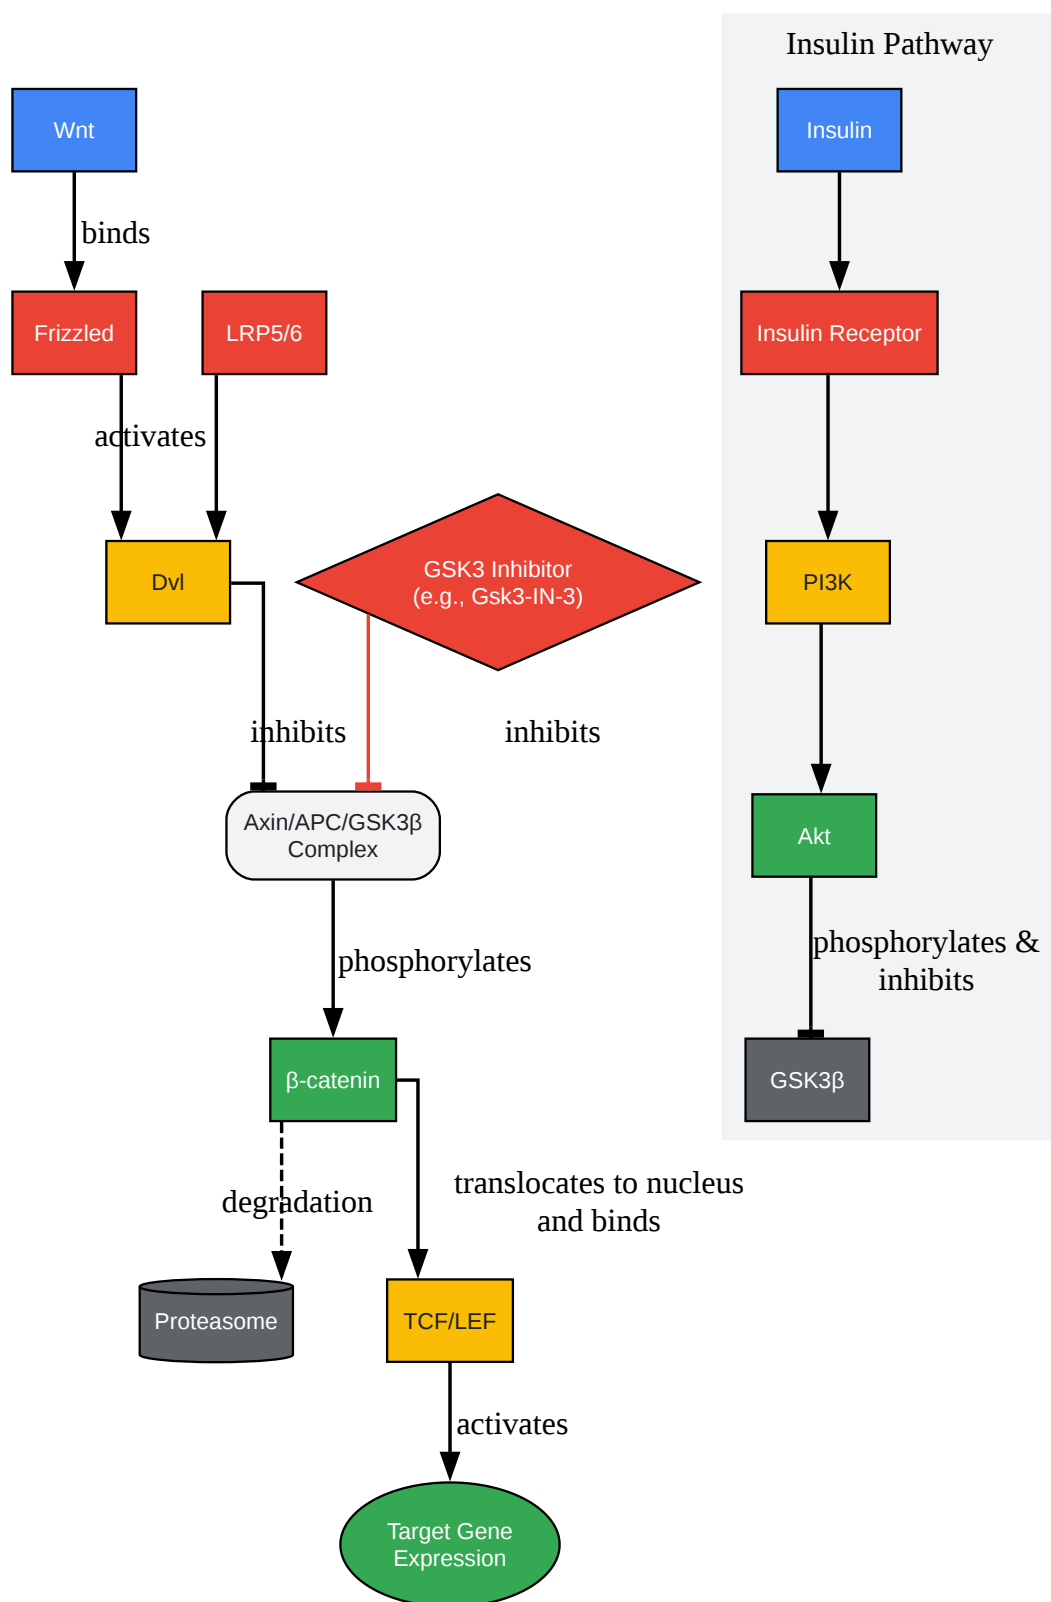 Insulin Pathway
Wnt
Insulin
binds
Frizzled
LRP5/6
Insulin Receptor
activates
Dvl
GSK3 Inhibitor
(e.g., Gsk3-IN-3)
PI3K
inhibits
inhibits
Axin/APC/GSK3β
Complex
Akt
phosphorylates
phosphorylates &
inhibits
β-catenin
GSK3β
degradation
translocates to nucleus
and binds
Proteasome
TCF/LEF
activates
Target Gene
Expression